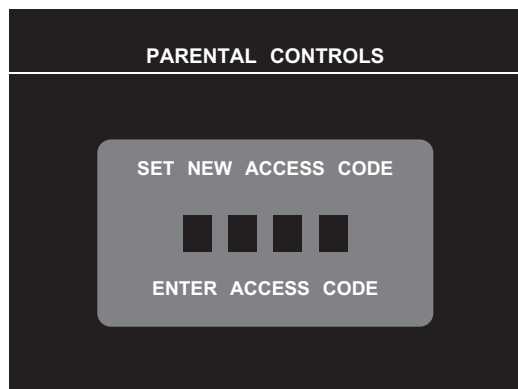 PARENTAL CONTROLS
SET NEW ACCESS CODE
ENTER ACCESS CODE